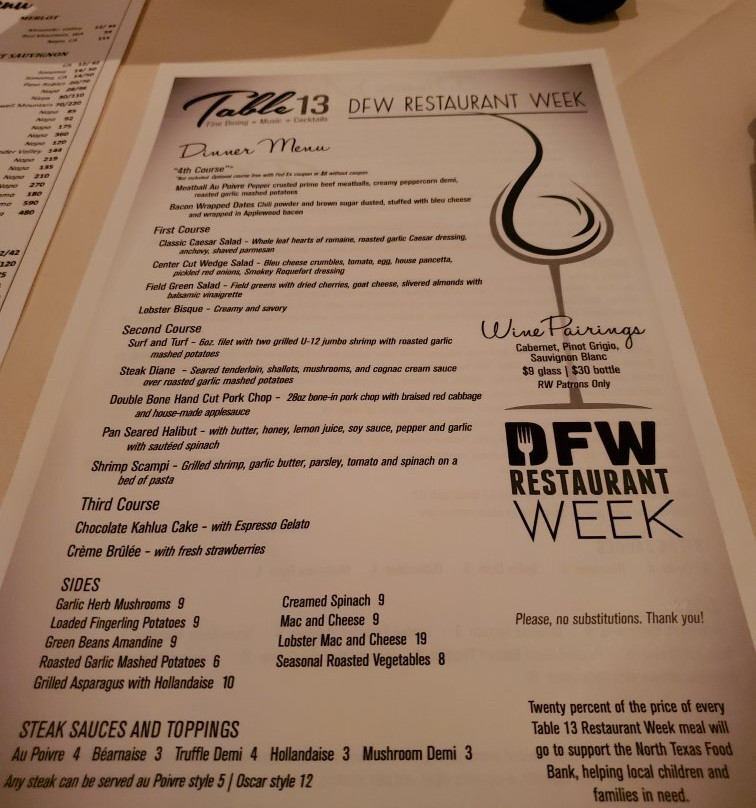 enu
MERLOT
T SAUVIGNON
Table 13 DFW RESTAURANT WEEK
Fine Dining + Music + Cocktails
Dinner Menu
"4th Course"*
*Not included. Optional course free with Fed Ex coupon or $8 without coupon
Meatball Au Poivre Pepper crusted prime beef meatballs, creamy peppercorn demi,
roasted garlic mashed potatoes
Bacon Wrapped Dates Chili powder and brown sugar dusted, stuffed with bleu cheese
and wrapped in Applewood bacon
First Course
Classic Caesar Salad - Whole leaf hearts of romaine, roasted garlic Caesar dressing,
anchovy, shaved parmesan
Center Cut Wedge Salad - Bleu cheese crumbles, tomato, egg, house pancetta,
pickled red onions, Smokey Roquefort dressing
Field Green Salad - Field greens with dried cherries, goat cheese, slivered almonds with
balsamic vinaigrette
Lobster Bisque - Creamy and savory
Second Course
Surf and Turf - 6oz. filet with two grilled U-12 jumbo shrimp with roasted garlic
mashed potatoes
Steak Diane - Seared tenderloin, shallots, mushrooms, and cognac cream sauce
over roasted garlic mashed potatoes
Double Bone Hand Cut Pork Chop - 28oz bone-in pork chop with braised red cabbage
and house-made applesauce
Pan Seared Halibut - with butter, honey, lemon juice, soy sauce, pepper and garlic
with sautéed spinach
Shrimp Scampi - Grilled shrimp, garlic butter, parsley, tomato and spinach on a
bed of pasta
Third Course
Chocolate Kahlua Cake - with Espresso Gelato
Crème Brûlée - with fresh strawberries
SIDES
Garlic Herb Mushrooms 9
Loaded Fingerling Potatoes 9
Green Beans Amandine 9
Roasted Garlic Mashed Potatoes 6
Grilled Asparagus with Hollandaise 10
Creamed Spinach 9
Mac and Cheese 9
Lobster Mac and Cheese 19
Seasonal Roasted Vegetables 8
STEAK SAUCES AND TOPPINGS
Au Poivre 4 Béarnaise 3 Truffle Demi 4 Hollandaise 3 Mushroom Demi 3
Any steak can be served au Poivre style 5 | Oscar style 12
Wine Pairings
Cabernet, Pinot Grigio,
Sauvignon Blanc
$9 glass | $30 bottle
RW Patrons Only
DFW
RESTAURANT
WEEK
Please, no substitutions. Thank you!
Twenty percent of the price of every
Table 13 Restaurant Week meal will
go to support the North Texas Food
Bank, helping local children and
families in need.